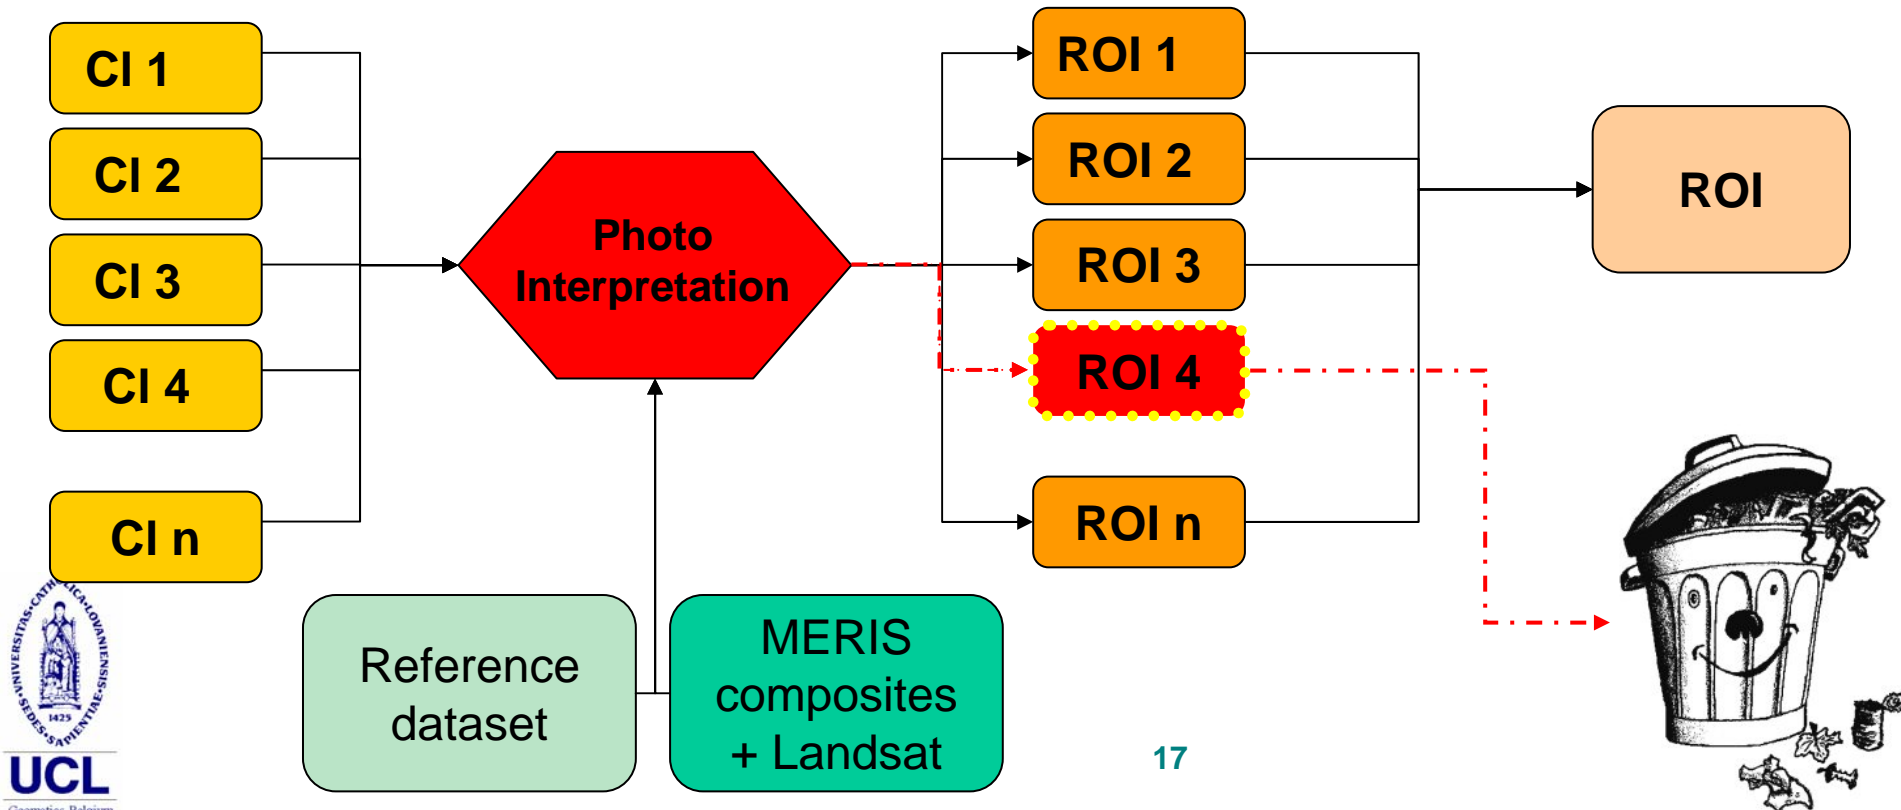 CI 1
CI 2
CI 3
CI 4
CI n
Photo
Interpretation
Reference
dataset
MERIS
composites
+ Landsat
ROI 1
ROI 2
ROI 3
ROI 4
ROI n
ROI
17
1425
UCL